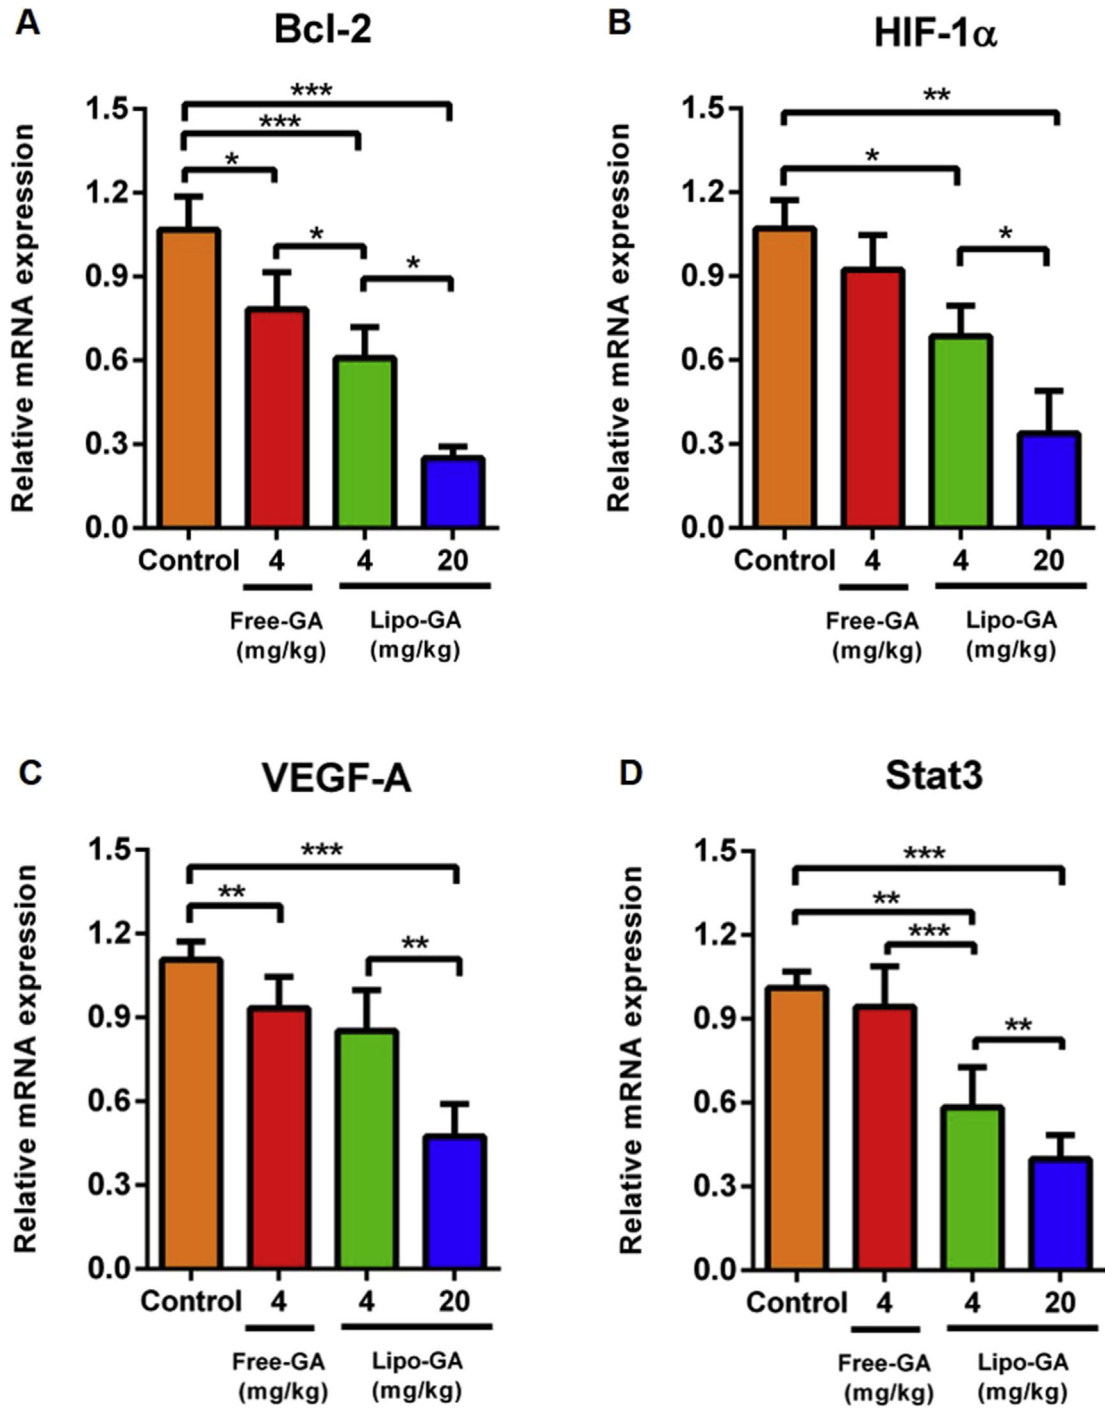 A
Bcl-2
Relative mRNA expression
1.5
1.2
0.9
0.6
0.3
0.0
***
***
*
*
*
Control 4 4 20
Free-GA Lipo-GA
(mg/kg) (mg/kg)
B
HIF-1α
Relative mRNA expression
1.5
1.2
0.9
0.6
0.3
0.0
**
*
*
Control 4 4 20
Free-GA Lipo-GA
(mg/kg) (mg/kg)
C
VEGF-A
Relative mRNA expression
1.5
1.2
0.9
0.6
0.3
0.0
***
**
**
Control 4 4 20
Free-GA Lipo-GA
(mg/kg) (mg/kg)
D
Stat3
Relative mRNA expression
1.5
1.2
0.9
0.6
0.3
0.0
***
**
***
**
Control 4 4 20
Free-GA Lipo-GA
(mg/kg) (mg/kg)